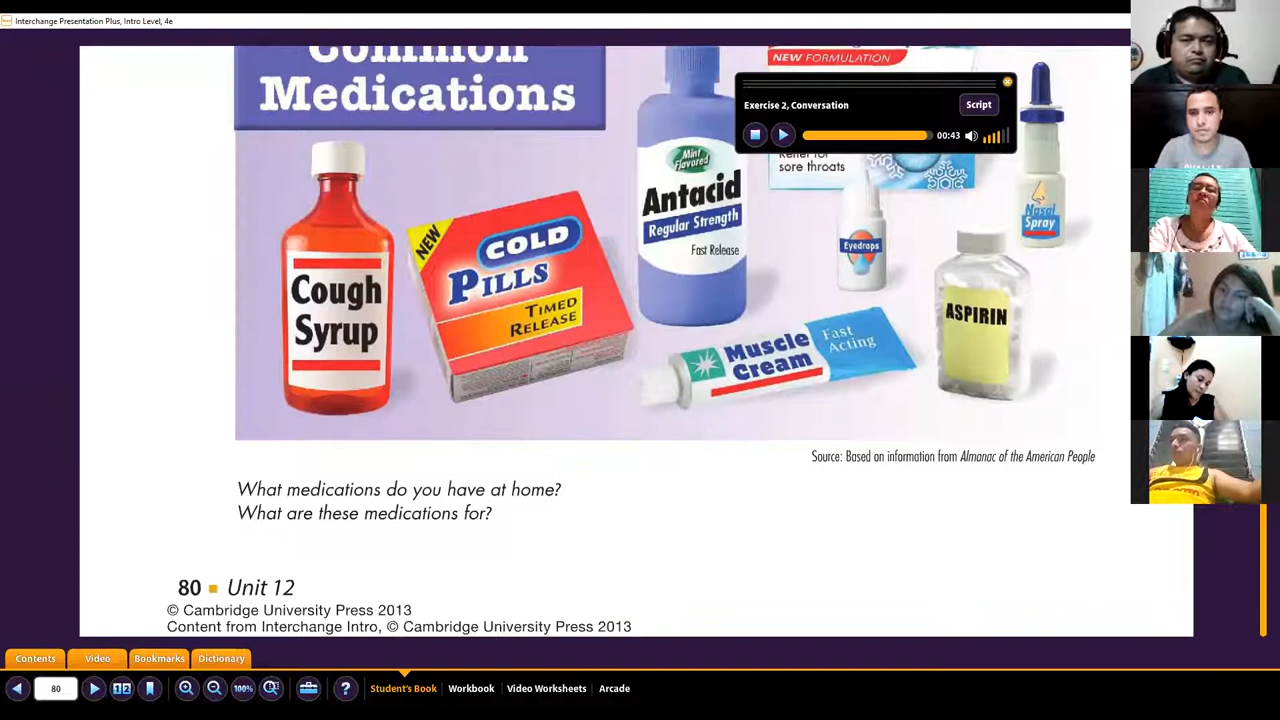 Interchange Presentation Plus, Intro Level, 4e
Common
Medications
NEW FORMULATION
Exercise 2, Conversation
Script
00:43
Relief for
sore throats
Mint
Flavored
Antacid
Regular Strength
Fast Release
Nasal
Spray
Eyedrops
NEW
COLD
PILLS
TIMED
RELEASE
Cough
Syrup
Muscle
Cream
Fast
Acting
ASPIRIN
Source: Based on information from Almanac of the American People
What medications do you have at home?
What are these medications for?
80 Unit 12
© Cambridge University Press 2013
Content from Interchange Intro, © Cambridge University Press 2013
Contents
Video
Bookmarks
Dictionary
80
1 2
100%
?
Student's Book
Workbook
Video Worksheets
Arcade